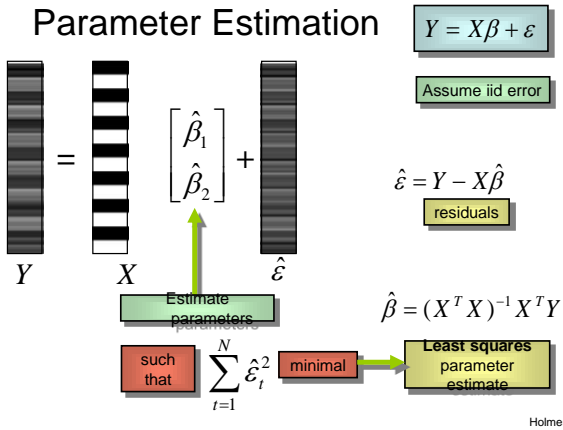 Parameter Estimation
Y = Xβ + ε
Assume iid error
=
[β̂₁
β̂₂]
+
ε̂ = Y − Xβ̂
residuals
Y
X
ε̂
Estimate
parameters
β̂ = (XᵀX)⁻¹XᵀY
such
that
∑ₜ₌₁ᴺ ε̂ₜ²
minimal
Least squares
parameter
estimate
Holme